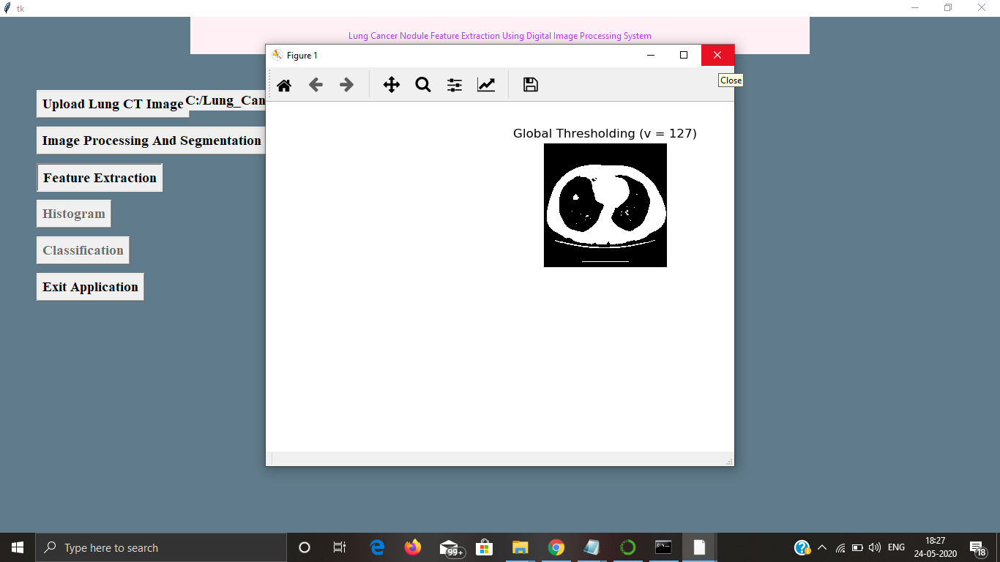 tk
Lung Cancer Nodule Feature Extraction Using Digital Image Processing System
Figure 1
Close
Upload Lung CT Image
C:/Lung_Can
Image Processing And Segmentation
Feature Extraction
Histogram
Classification
Exit Application
Global Thresholding (v = 127)
Type here to search
99+
ENG
18:27
24-05-2020
18